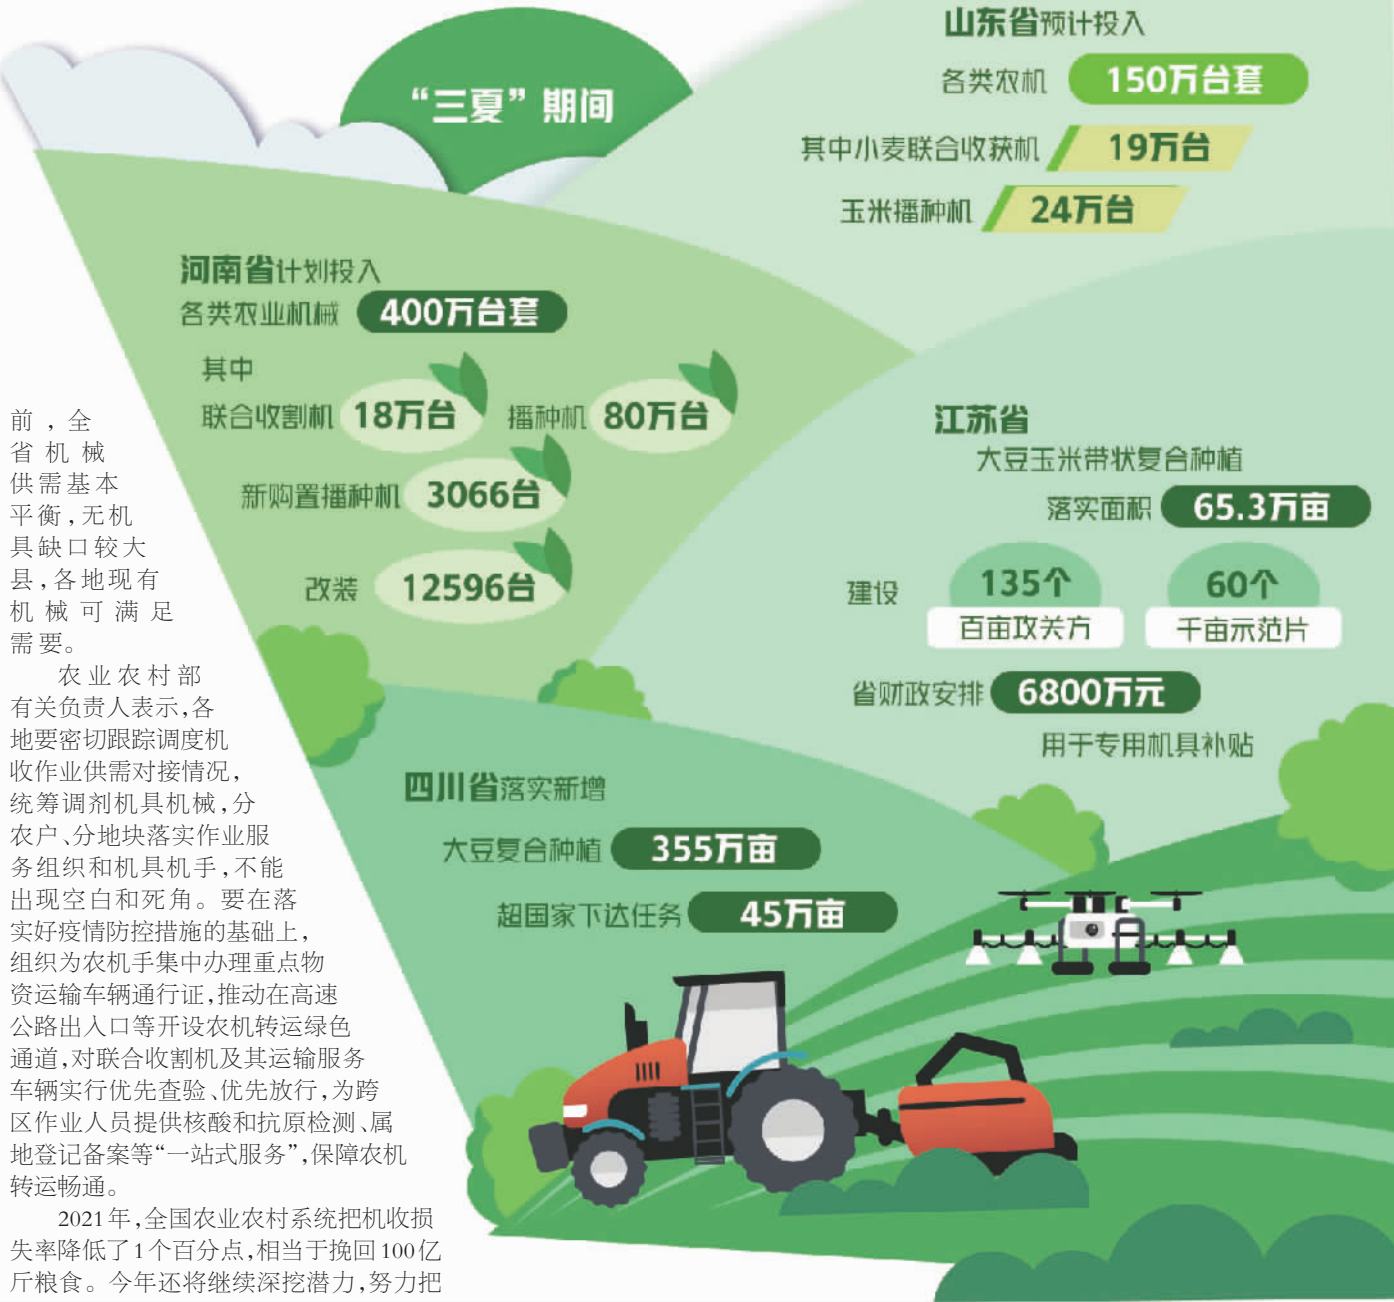 “三夏”期间
山东省预计投入
各类农机 150万台套
其中小麦联合收获机 19万台
玉米播种机 24万台
河南省计划投入
各类农业机械 400万台套
其中
联合收割机 18万台 播种机 80万台
新购置播种机 3066台
改装 12596台
江苏省
大豆玉米带状复合种植
落实面积 65.3万亩
建设 135个 60个
百亩攻关方 千亩示范片
省财政安排 6800万元
用于专用机具补贴
四川省落实新增
大豆复合种植 355万亩
超国家下达任务 45万亩
前,全
省机械
供需基本
平衡,无机
具缺口较大
县,各地现有
机械可满足
需要。
农业农村部
有关负责人表示,各
地要密切跟踪调度机
收作业供需对接情况,
统筹调剂机具机械,分
农户、分地块落实作业服
务组织和机具机手,不能
出现空白和死角。要在落
实好疫情防控措施的基础上,
组织为农机手集中办理重点物
资运输车辆通行证,推动在高速
公路出入口等开设农机转运绿色
通道,对联合收割机及其运输服务
车辆实行优先查验、优先放行,为跨
区作业人员提供核酸和抗原检测、属
地登记备案等“一站式服务”,保障农机
转运畅通。
2021年,全国农业农村系统把机收损
失率降低了1个百分点,相当于挽回100亿
斤粮食。今年还将继续深挖潜力,努力把